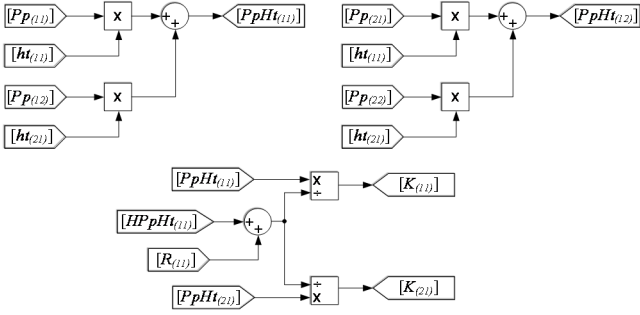 [Pp(11)] x + + [PpHt(11)]
[ht(11)]
[Pp(12)] x
[ht(21)]
[Pp(21)] x + + [PpHt(12)]
[ht(11)]
[Pp(22)] x
[ht(21)]
[PpHt(11)] x ÷ [K(11)]
[HPpHt(11)] + +
[R(11)]
[PpHt(21)] ÷ x [K(21)]